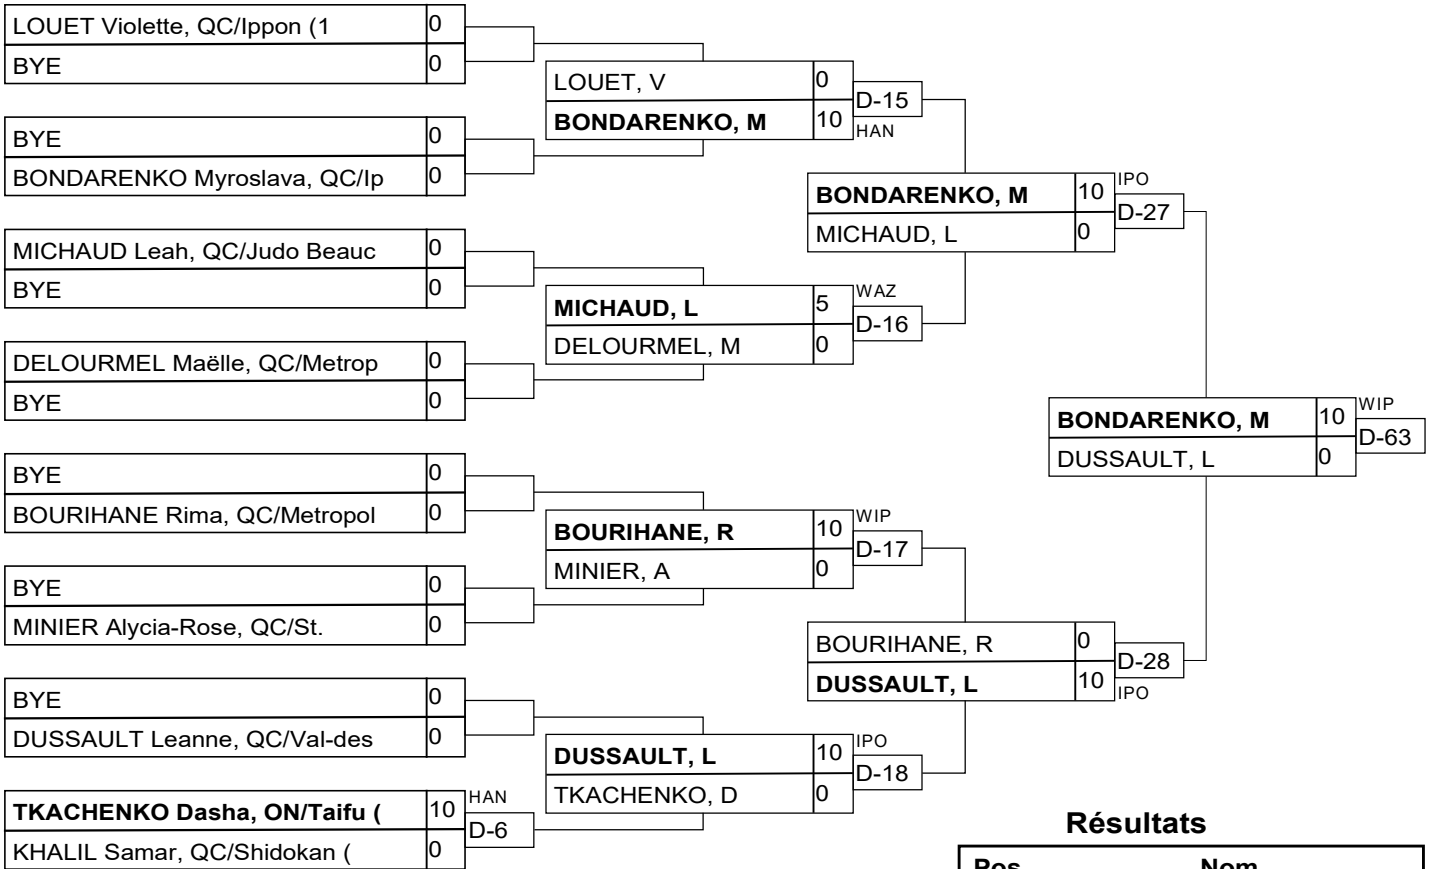 LOUET Violette, QC/Ippon (1 0
BYE 0
BYE 0
BONDARENKO Myroslava, QC/Ip 0
MICHAUD Leah, QC/Judo Beauc 0
BYE 0
DELOURMEL Maëlle, QC/Metrop 0
BYE 0
BYE 0
BOURIHANE Rima, QC/Metropol 0
BYE 0
MINIER Alycia-Rose, QC/St. 0
BYE 0
DUSSAULT Leanne, QC/Val-des 0
TKACHENKO Dasha, ON/Taifu ( 10 HAN
D-6
KHALIL Samar, QC/Shidokan ( 0
LOUET, V 0
D-15
BONDARENKO, M 10 HAN
MICHAUD, L 5 WAZ
D-16
DELOURMEL, M 0
BOURIHANE, R 10 WIP
D-17
MINIER, A 0
DUSSAULT, L 10 IPO
D-18
TKACHENKO, D 0
BONDARENKO, M 10 IPO
D-27
MICHAUD, L 0
BOURIHANE, R 0
D-28
DUSSAULT, L 10 IPO
BONDARENKO, M 10 WIP
D-63
DUSSAULT, L 0
Résultats
Pos Nom